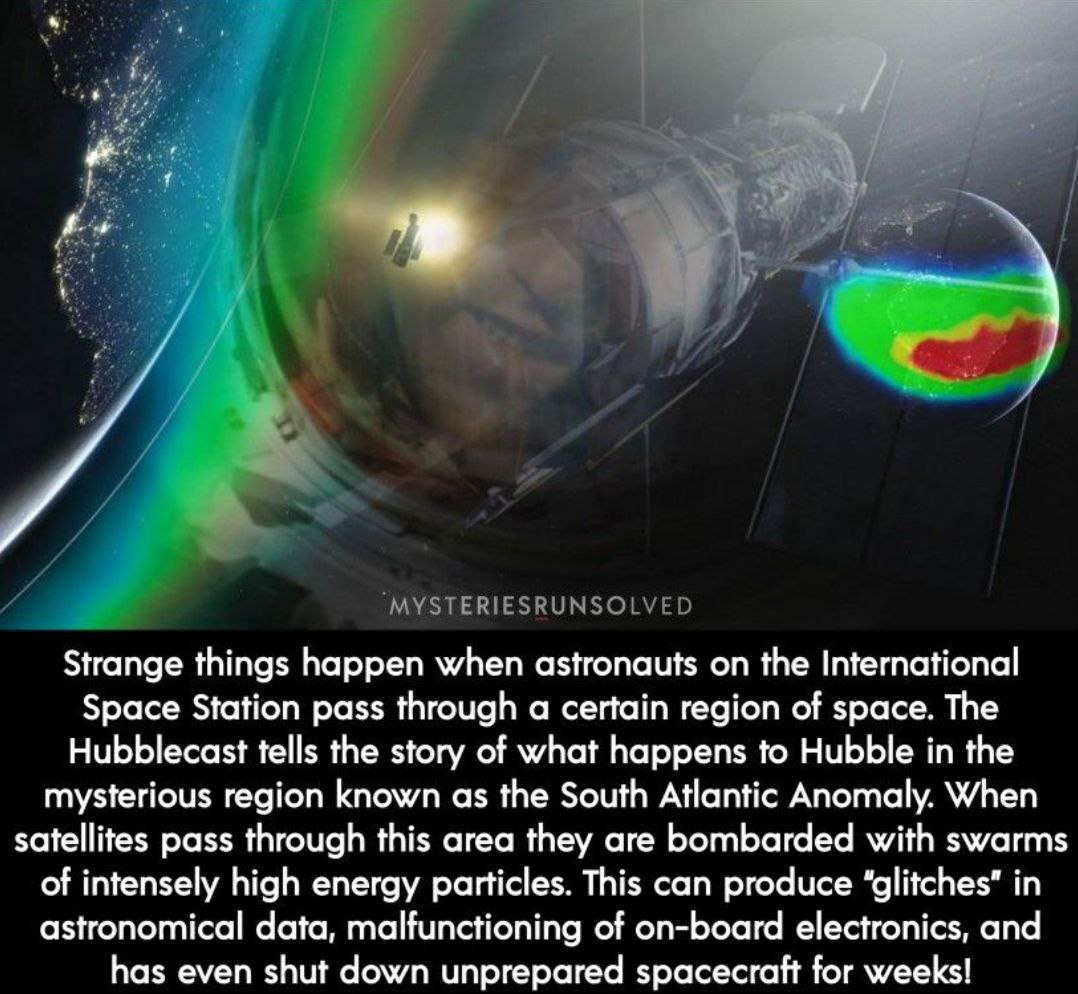 MYSTERIESRUNSOLVED
Strange things happen when astronauts on the International
Space Station pass through a certain region of space. The
Hubblecast tells the story of what happens to Hubble in the
mysterious region known as the South Atlantic Anomaly. When
satellites pass through this area they are bombarded with swarms
of intensely high energy particles. This can produce "glitches" in
astronomical data, malfunctioning of on-board electronics, and
has even shut down unprepared spacecraft for weeks!